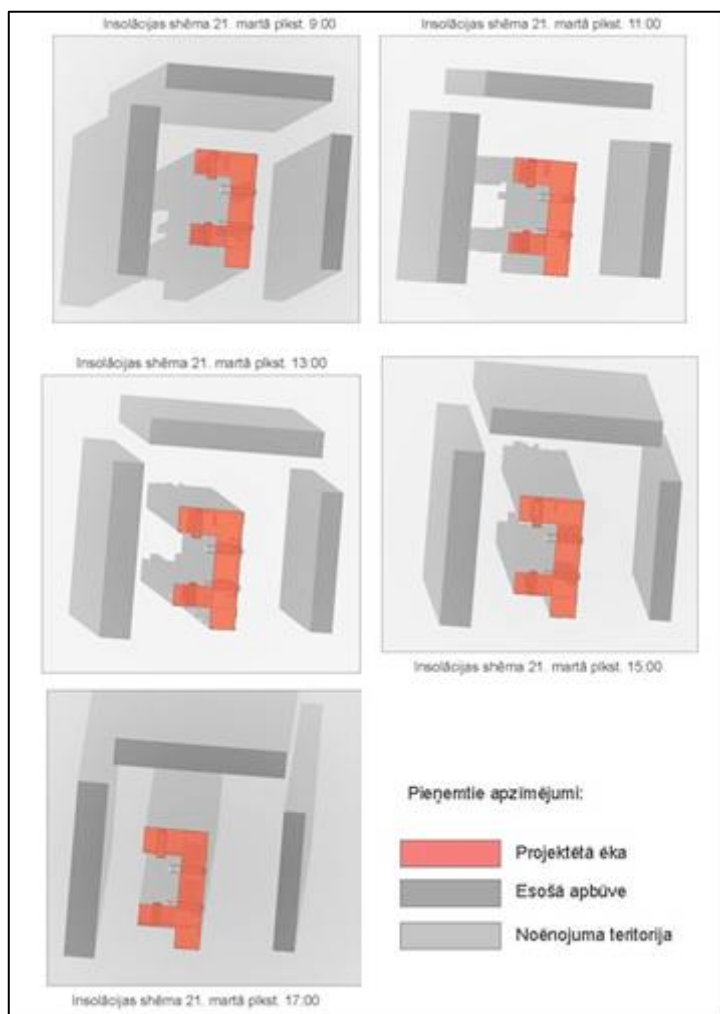 Insolācijas shēma 21. martā plkst. 9:00
Insolācijas shēma 21. martā plkst. 11:00
Insolācijas shēma 21. martā plkst. 13:00
Insolācijas shēma 21. martā plkst. 15:00
Insolācijas shēma 21. martā plkst. 17:00
Pieņemtie apzīmējumi:
Projektētā ēka
Esošā apbūve
Noēnojuma teritorija